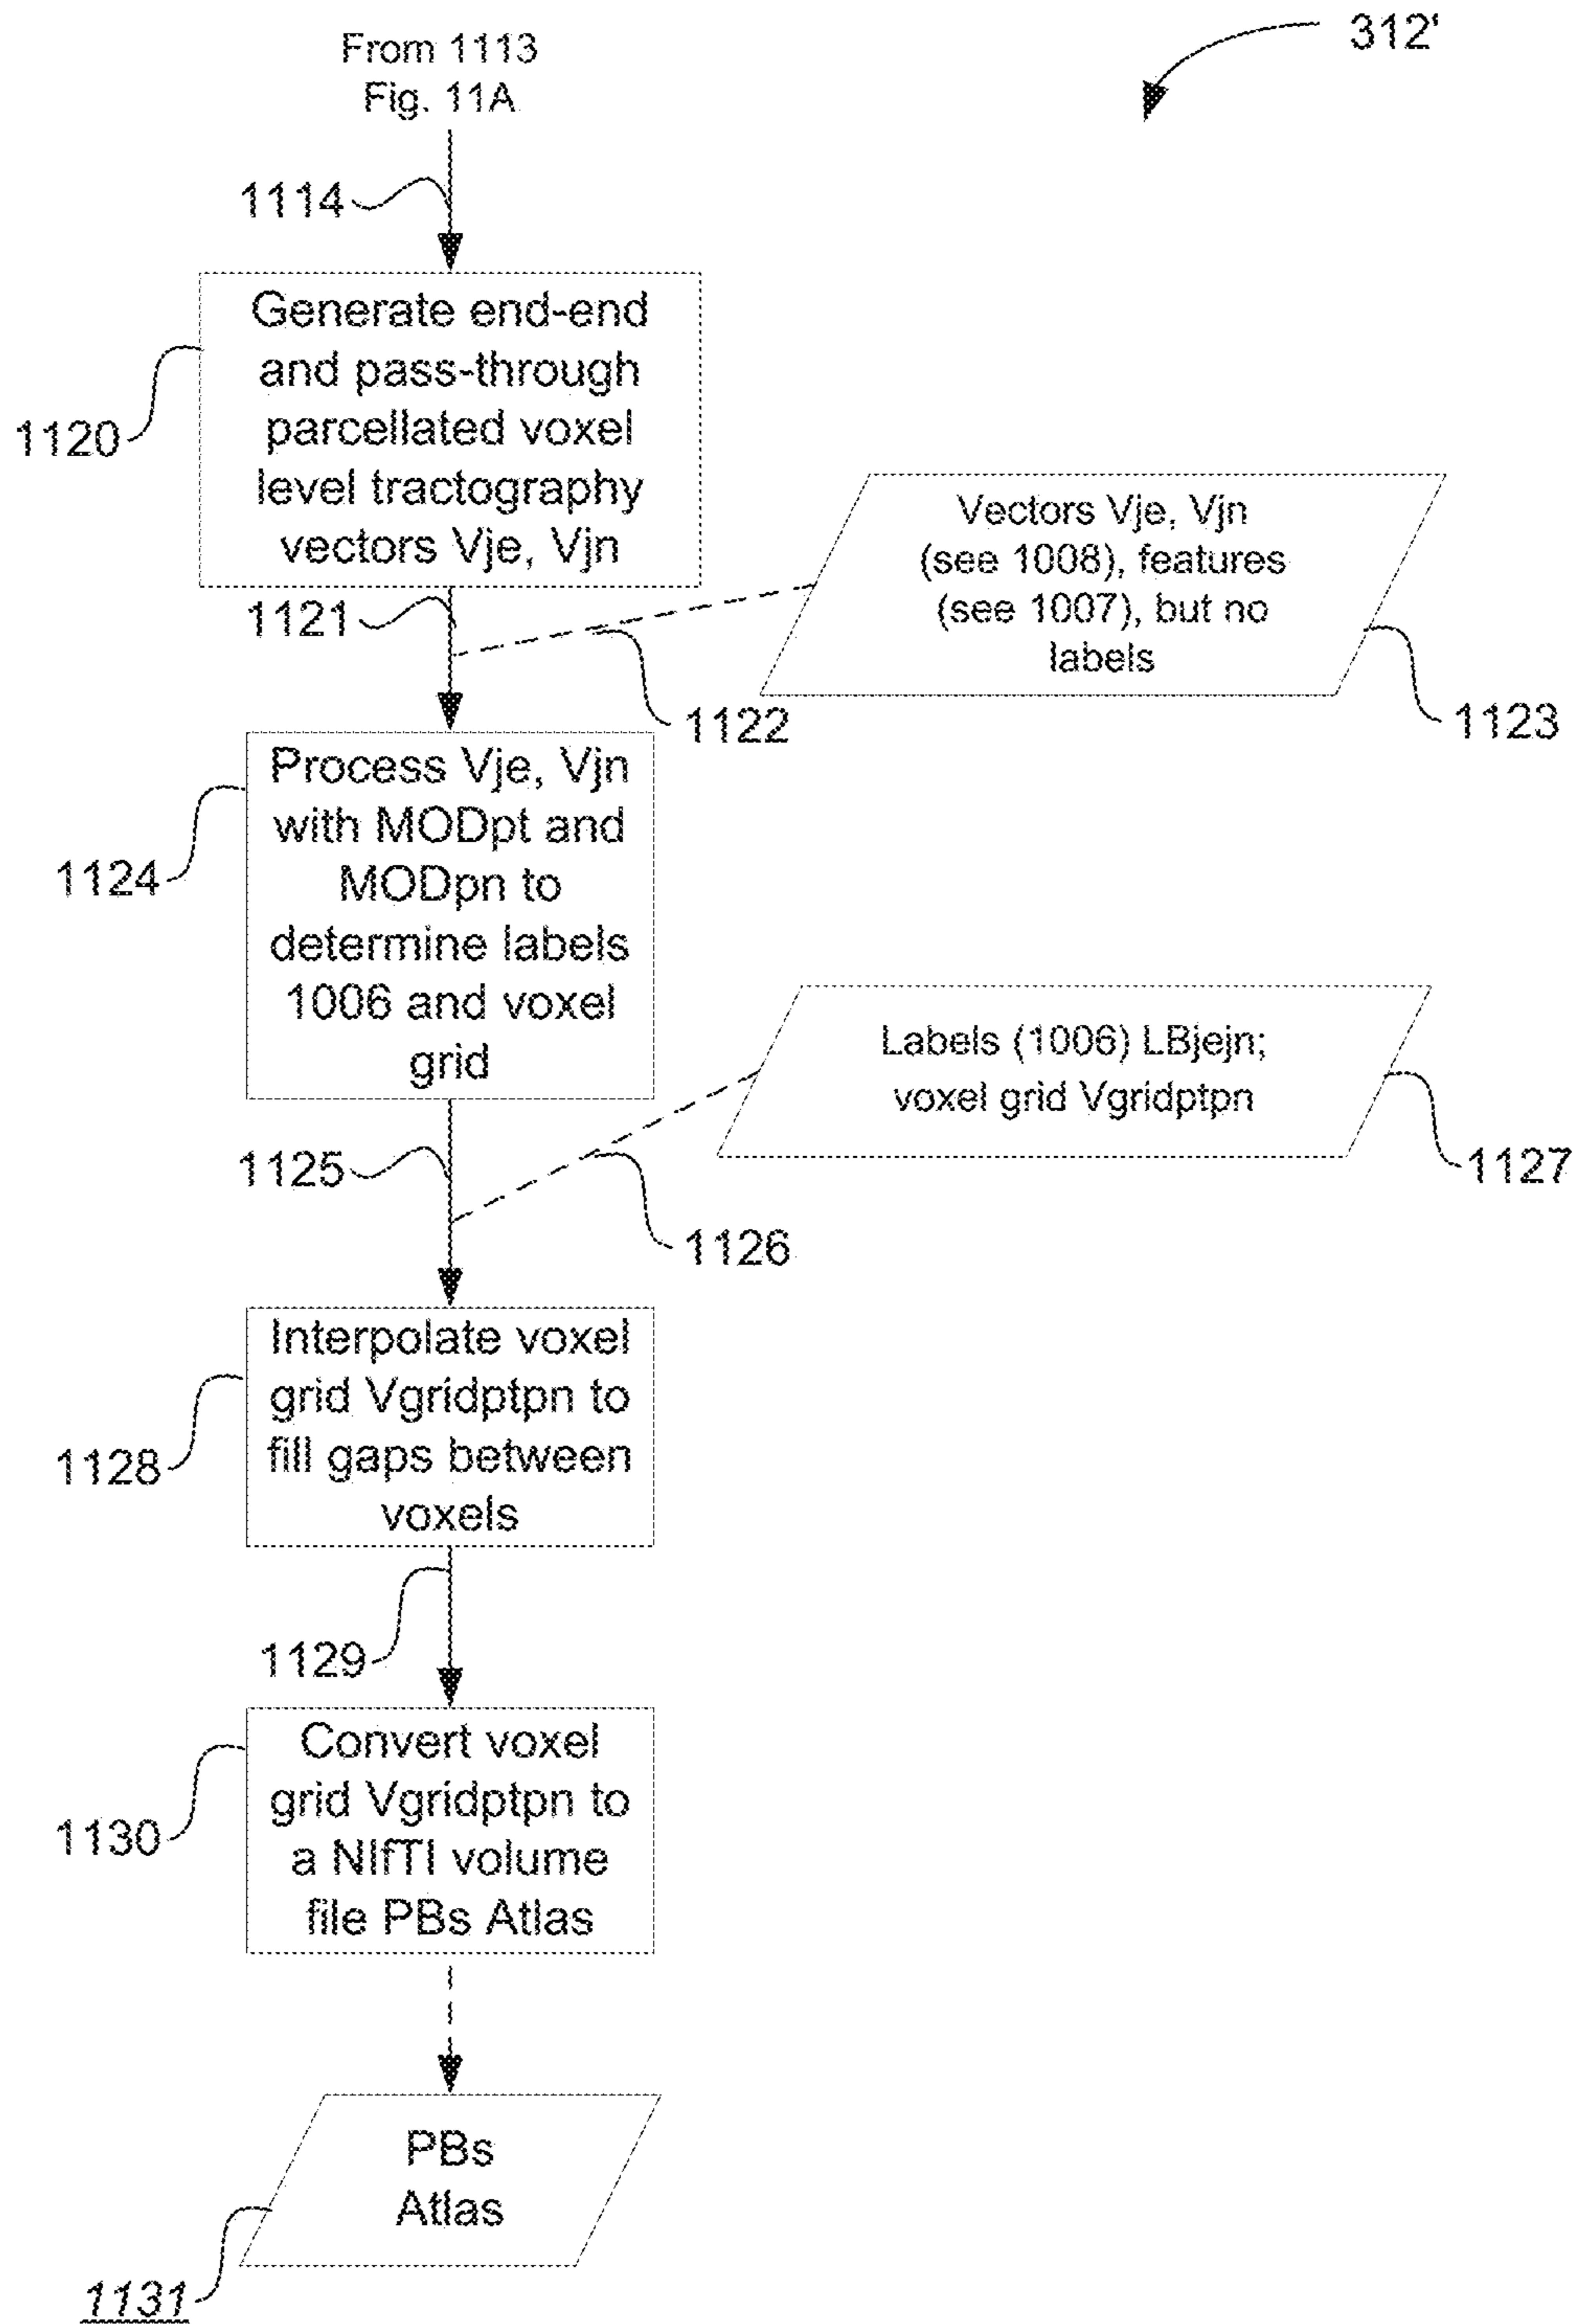 From 1113
Fig. 11A
312'
1114
Generate end-end
and pass-through
parcellated voxel
level tractography
vectors Vje, Vjn
1120
1121
Vectors Vje, Vjn
(see 1008), features
(see 1007), but no
labels
1122
1123
Process Vje, Vjn
with MODpt and
MODpn to
determine labels
1006 and voxel
grid
1124
Labels (1006) LBjejn;
voxel grid Vgridptpn
1125
1126
1127
Interpolate voxel
grid Vgridptpn to
fill gaps between
voxels
1128
1129
Convert voxel
grid Vgridptpn to
a NIfTI volume
file PBs Atlas
1130
PBs
Atlas
1131